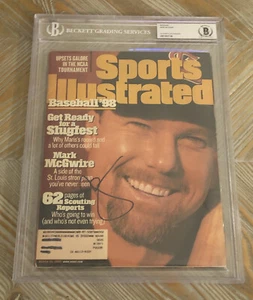 BECKETT GRADING SERVICES
UPSETS GALORE
IN THE NCAA
TOURNAMENT
Sports
Illustrated
Baseball '98
Get Ready
for a
Slugfest
Why Maris's record and
a lot of others could fall
Mark
McGwire
A side of the
St. Louis strongman
you've never seen
62 pages of
Scouting
Reports
Who's going to win
(and who's not even trying)